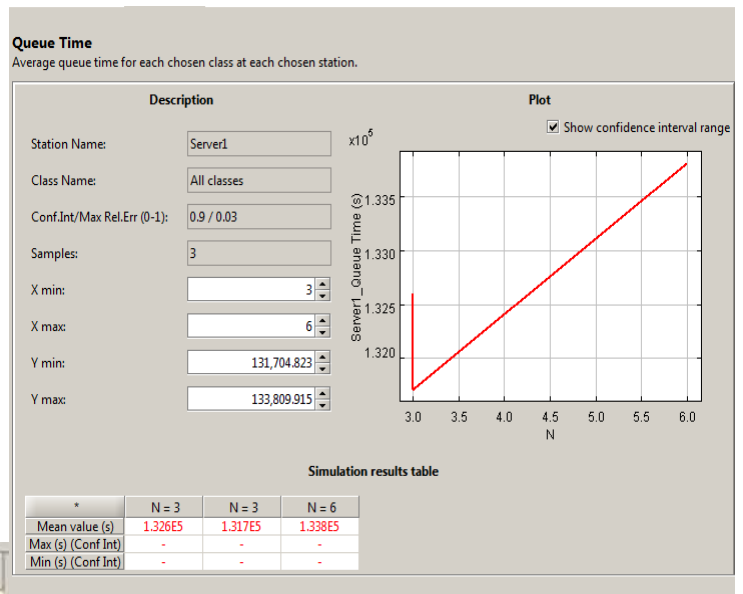 Queue Time
Average queue time for each chosen class at each chosen station.
Description
Station Name: Server1
Class Name: All classes
Conf.Int/Max Rel.Err (0-1): 0.9 / 0.03
Samples: 3
X min: 3
X max: 6
Y min: 131,704.823
Y max: 133,809.915
Plot
Show confidence interval range
x10^5
Server1_Queue Time (s)
1.335
1.330
1.325
1.320
3.0 3.5 4.0 4.5 5.0 5.5 6.0
N
Simulation results table
* N = 3 N = 3 N = 6
Mean value (s) 1.326E5 1.317E5 1.338E5
Max (s) (Conf Int) - - -
Min (s) (Conf Int) - - -